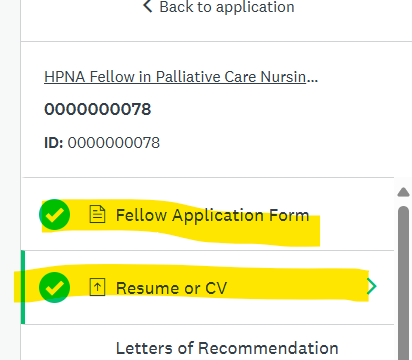 Back to application
HPNA Fellow in Palliative Care Nursin...
0000000078
ID: 0000000078
Fellow Application Form
Resume or CV
Letters of Recommendation